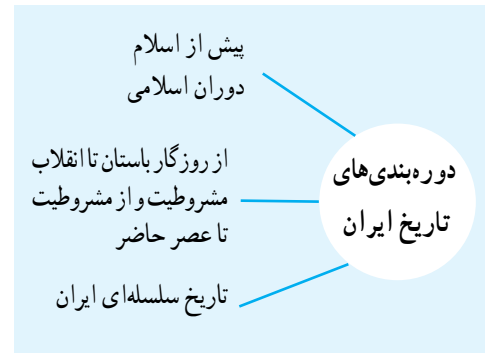 دوره‌بندی‌های
تاریخ ایران
پیش از اسلام
دوران اسلامی
از روزگار باستان تا انقلاب
مشروطیت و از مشروطیت
تا عصر حاضر
تاریخ سلسله‌ای ایران